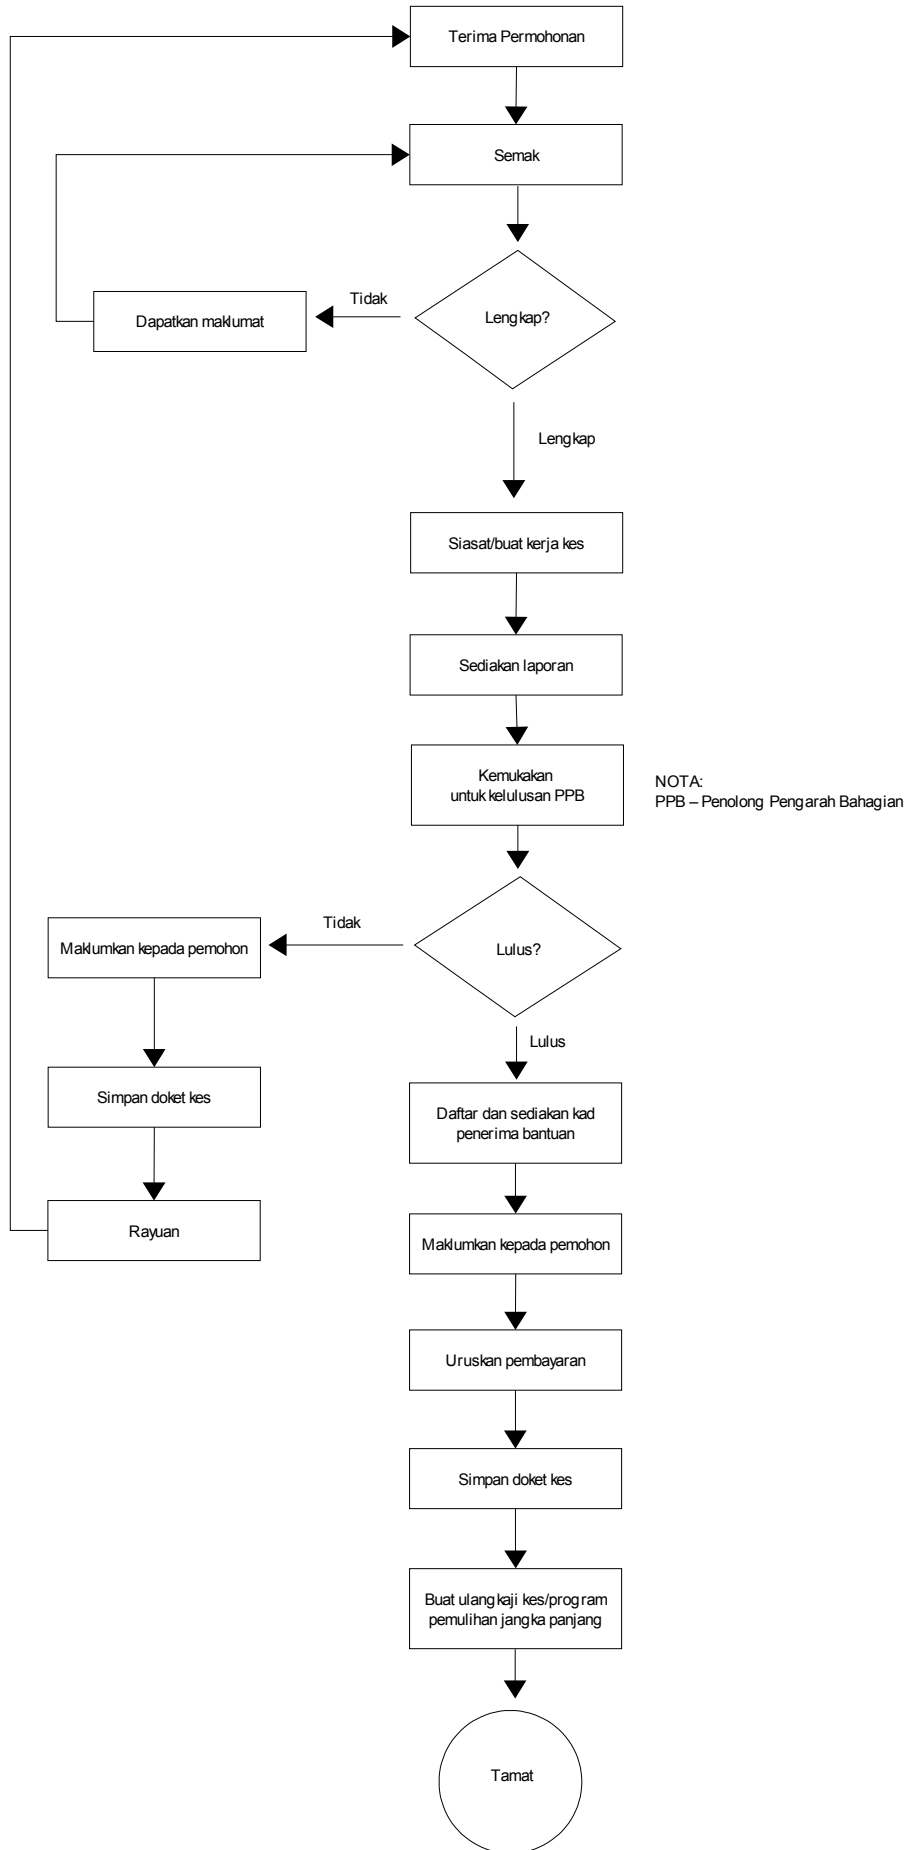 Terima Permohonan
Semak
Lengkap?
Tidak
Dapatkan maklumat
Lengkap
Siasat/buat kerja kes
Sediakan laporan
Kemukakan
untuk kelulusan PPB
NOTA:
PPB – Penolong Pengarah Bahagian
Lulus?
Tidak
Maklumkan kepada pemohon
Simpan doket kes
Rayuan
Lulus
Daftar dan sediakan kad
penerima bantuan
Maklumkan kepada pemohon
Uruskan pembayaran
Simpan doket kes
Buat ulangkaji kes/program
pemulihan jangka panjang
Tamat